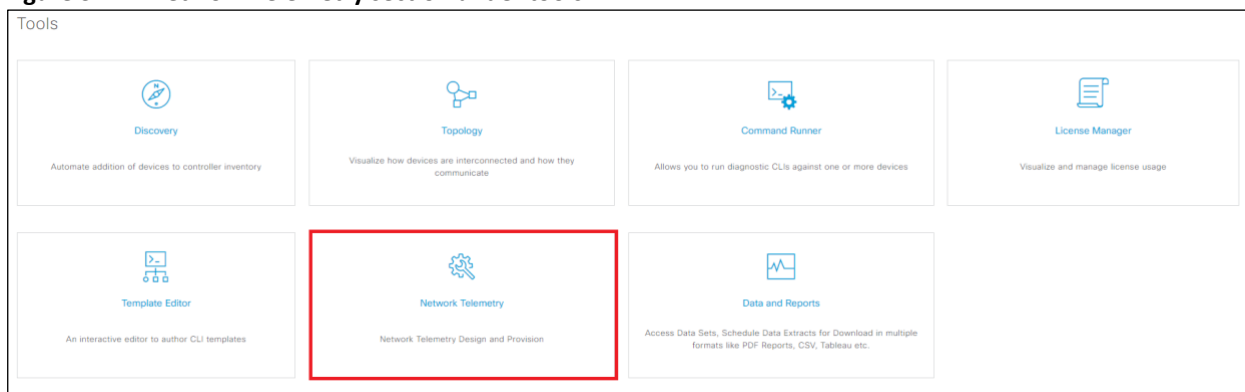 Tools
Discovery
Automate addition of devices to controller inventory
Topology
Visualize how devices are interconnected and how they
communicate
Command Runner
Allows you to run diagnostic CLIs against one or more devices
License Manager
Visualize and manage license usage
Template Editor
An interactive editor to author CLI templates
Network Telemetry
Network Telemetry Design and Provision
Data and Reports
Access Data Sets, Schedule Data Extracts for Download in multiple
formats like PDF Reports, CSV, Tableau etc.